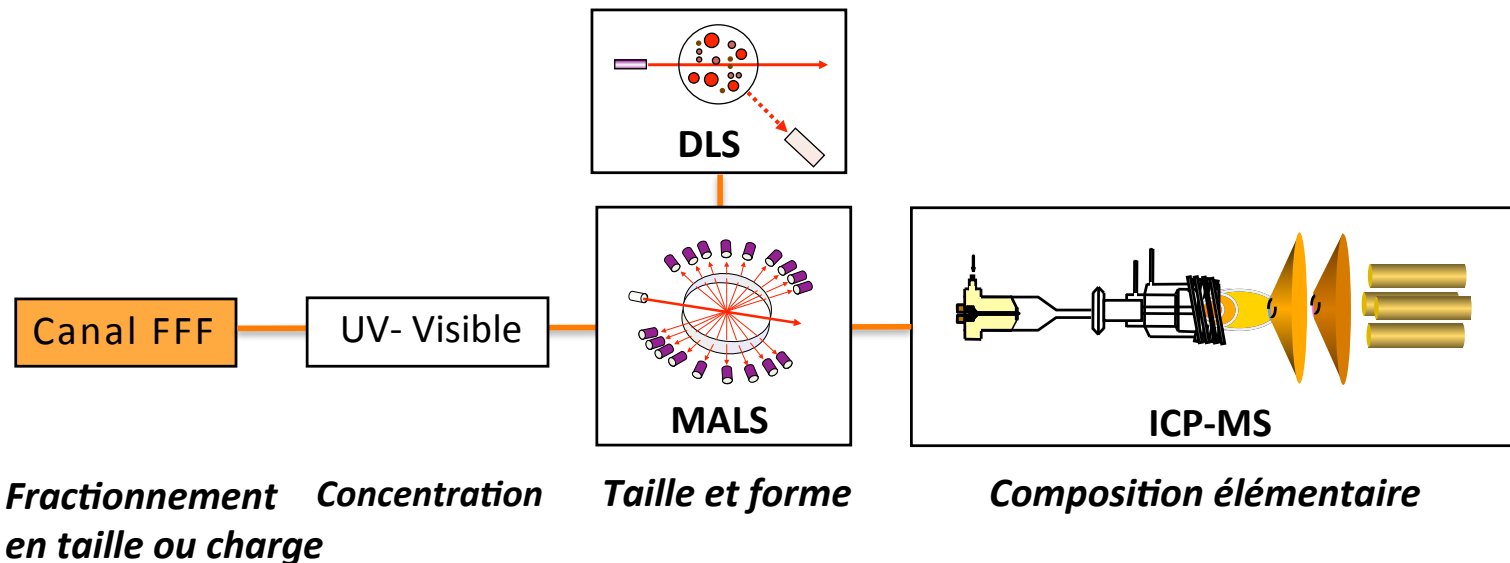 DLS
Canal FFF
UV- Visible
MALS
ICP-MS
Fractionnement
en taille ou charge
Concentration
Taille et forme
Composition élémentaire